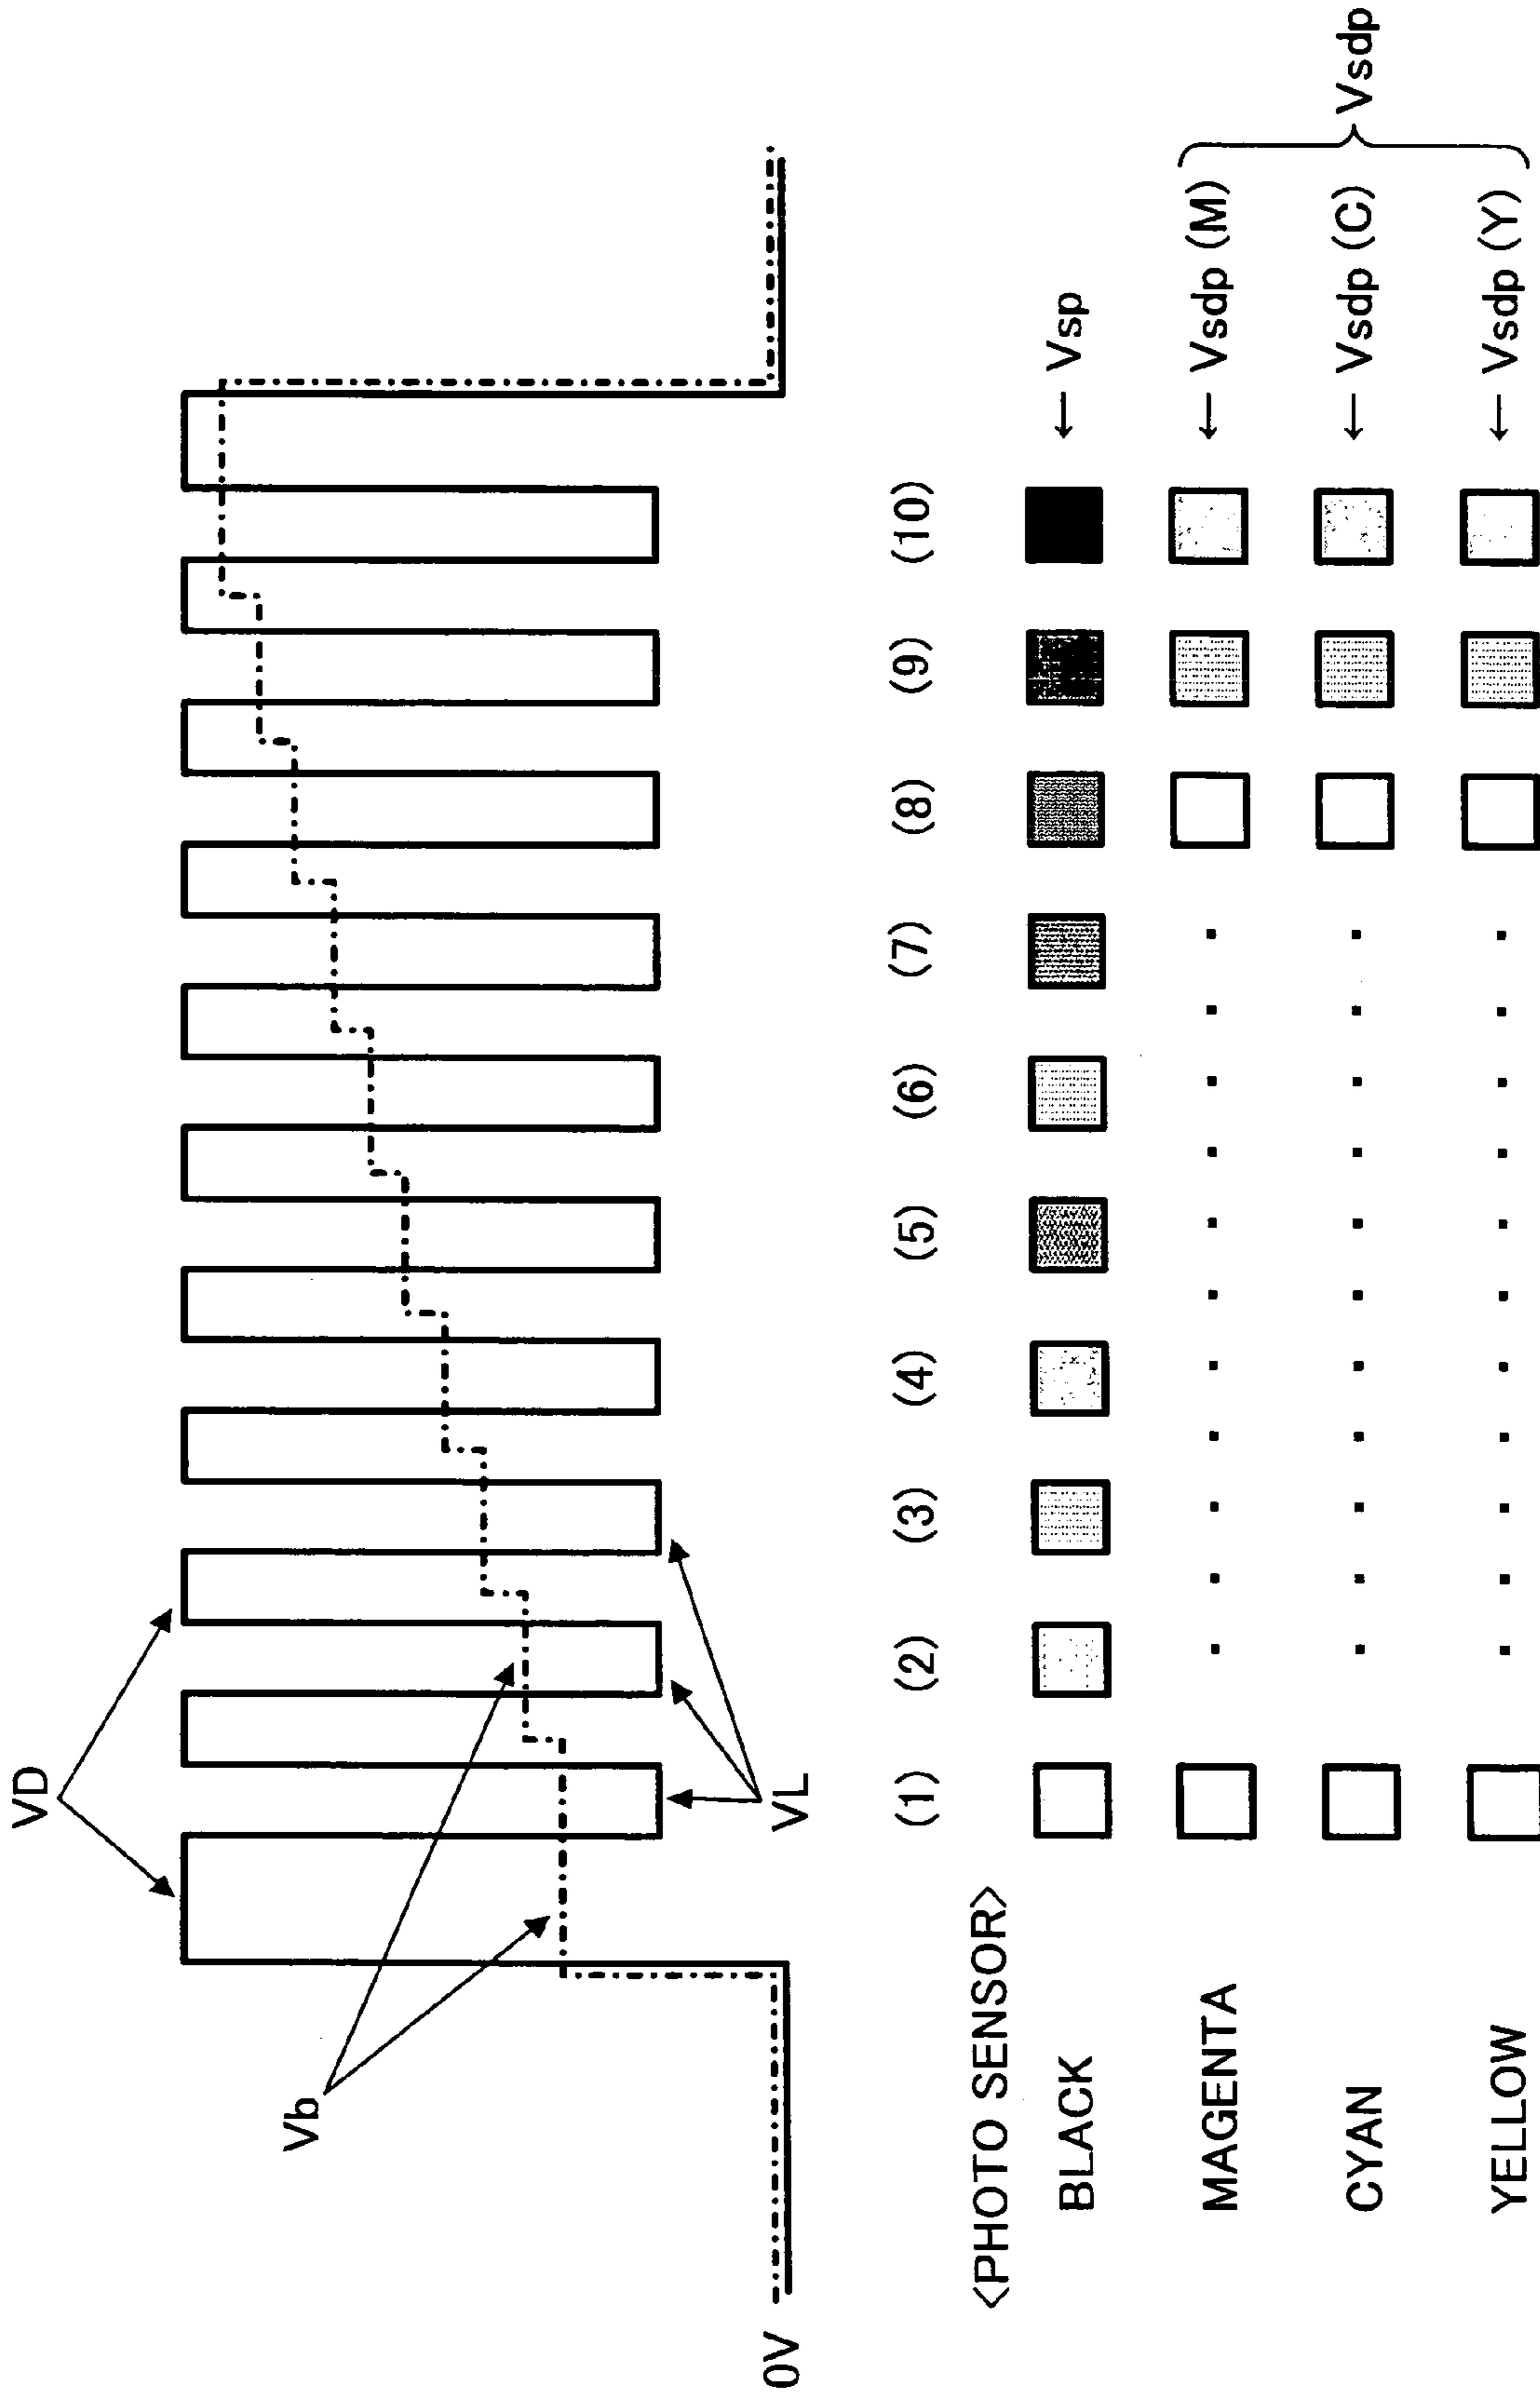 VD
Vb
0V
VL
<PHOTO SENSOR>
(1) (2) (3) (4) (5) (6) (7) (8) (9) (10)
BLACK ← Vsp
MAGENTA ← Vsdp (M)
CYAN ← Vsdp (C)
YELLOW ← Vsdp (Y)
Vsdp